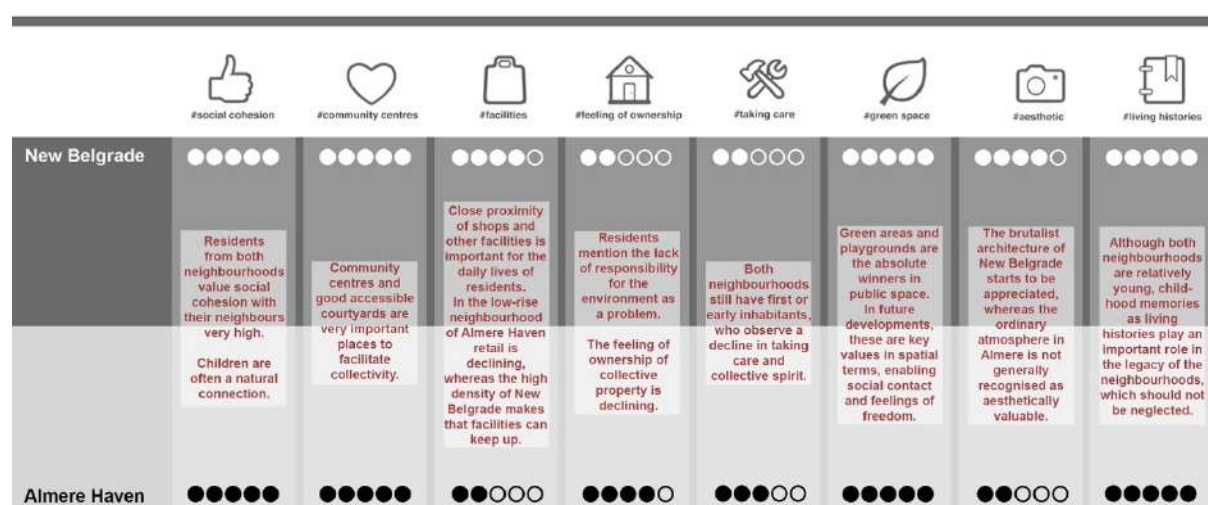 #social cohesion
#community centres
#facilities
#feeling of ownership
#taking care
#green space
#aesthetic
#living histories
New Belgrade
Residents
from both
neighbourhoods
value social
cohesion with
their neighbours
very high.
Children are
often a natural
connection.
Community
centres and
good accessible
courtyards are
very important
places to
facilitate
collectivity.
Close proximity
of shops and
other facilities is
important for the
daily lives of
residents.
In the low-rise
neighbourhood
of Almere Haven
retail is
declining,
whereas the high
density of New
Belgrade makes
that facilities can
keep up.
Residents
mention the lack
of responsibility
for the
environment as
a problem.
The feeling of
ownership of
collective
property is
declining.
Both
neighbourhoods
still have first or
early inhabitants,
who observe a
decline in taking
care and
collective spirit.
Green areas and
playgrounds are
the absolute
winners in
public space.
In future
developments,
these are key
values in spatial
terms, enabling
social contact
and feelings of
freedom.
The brutalist
architecture of
New Belgrade
starts to be
appreciated,
whereas the
ordinary
atmosphere in
Almere is not
generally
recognised as
aesthetically
valuable.
Although both
neighbourhoods
are relatively
young, child-
hood memories
as living
histories play an
important role in
the legacy of the
neighbourhoods,
which should not
be neglected.
Almere Haven